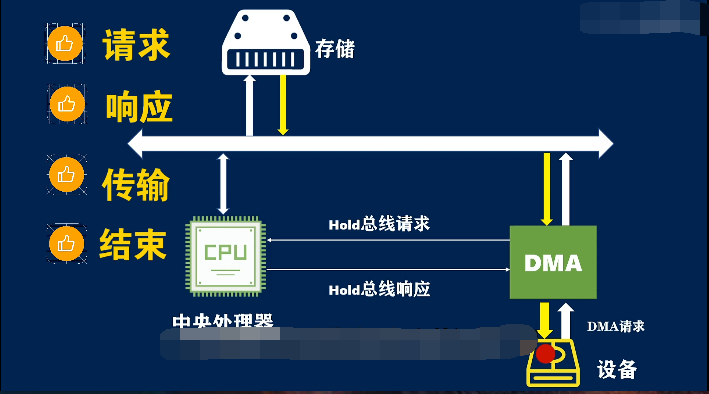 请求
响应
传输
结束
存储
Hold总线请求
Hold总线响应
CPU
DMA
中央处理器
DMA请求
设备